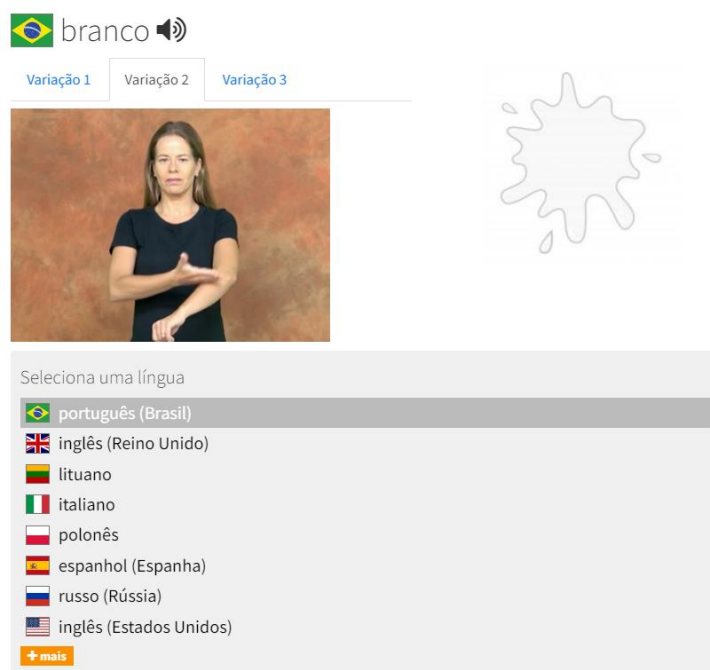 branco
Variação 1 Variação 2 Variação 3
Seleciona uma língua
português (Brasil)
inglês (Reino Unido)
lituano
italiano
polonês
espanhol (Espanha)
russo (Rússia)
inglês (Estados Unidos)
+mais